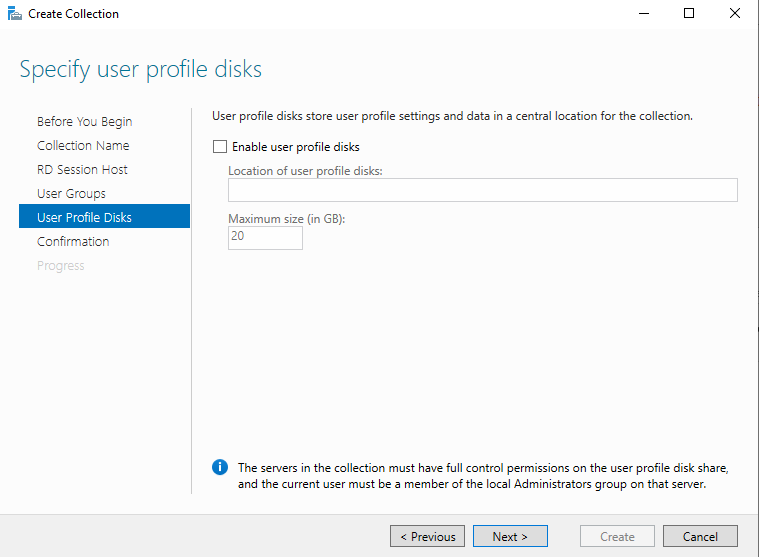 Create Collection
Specify user profile disks
Before You Begin
Collection Name
RD Session Host
User Groups
User Profile Disks
Confirmation
Progress
User profile disks store user profile settings and data in a central location for the collection.
Enable user profile disks
Location of user profile disks:
Maximum size (in GB):
20
The servers in the collection must have full control permissions on the user profile disk share,
and the current user must be a member of the local Administrators group on that server.
< Previous
Next >
Create
Cancel